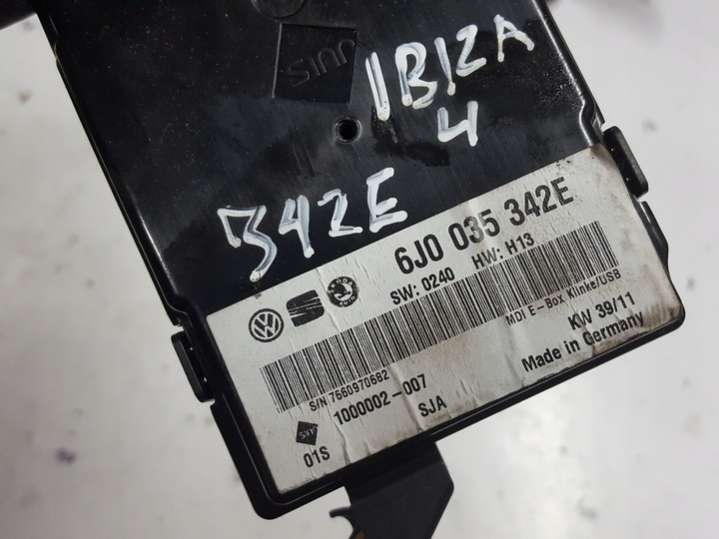 IBIZA
4
342E
6J0 035 342E
SW: 0240 HW: H13
MDI E-Box Klinke/USB
KW 39/11
Made in Germany
S/N 7660970682
1000002-007
SJA
01S